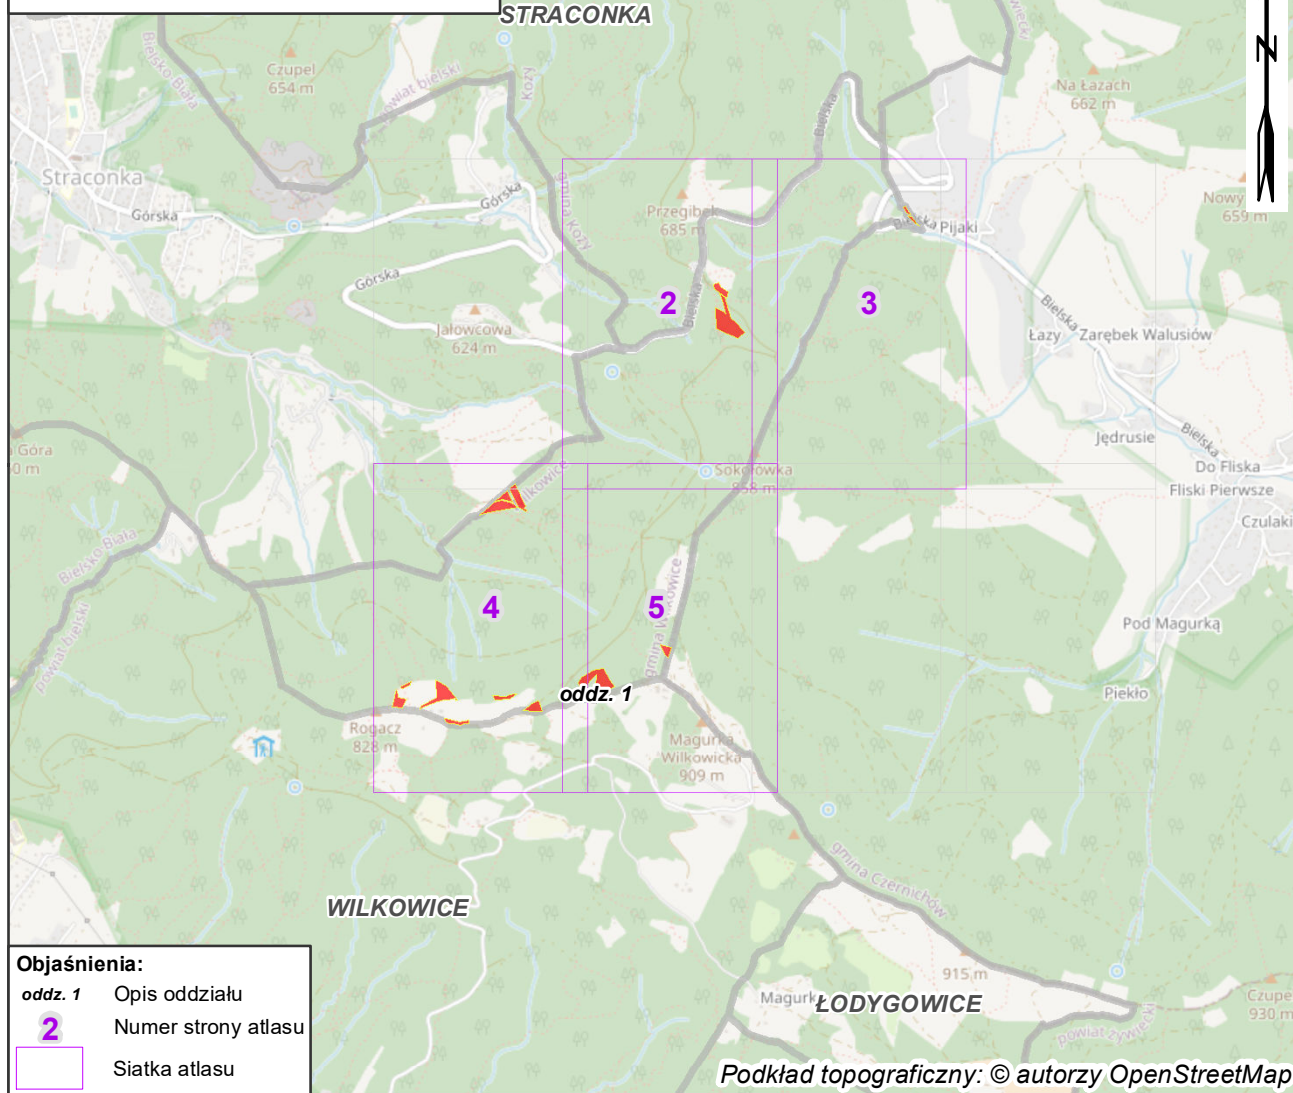 STRACONKA
N
Czupel
654 m
Bielsko-Biała
powiat bielski
Kozy
Bielska
Na Łazach
662 m
Straconka
Górska
Górska
gmina Kozy
Przegibek
685 m
Nowy
659 m
Bielska
Pijaki
Górska
2
Bielska
3
Bielska
Jałowcowa
624 m
Łazy
Zarębek Walusiów
Jędrusie
Bielska
Góra
Sokołówka
858 m
Do Fliska
Fliski Pierwsze
Czulaki
Bielsko-Biała
powiat bielski
4
5
gmina Wilkowice
Pod Magurką
Piekło
oddz. 1
Rogacz
828 m
Magurka
Wilkowicka
909 m
gmina Czernichów
WILKOWICE
915 m
Magurk
ŁODYGOWICE
Czupe
930 m
powiat żywiecki
Objaśnienia:
oddz. 1 Opis oddziału
2 Numer strony atlasu
Siatka atlasu
Podkład topograficzny: © autorzy OpenStreetMap